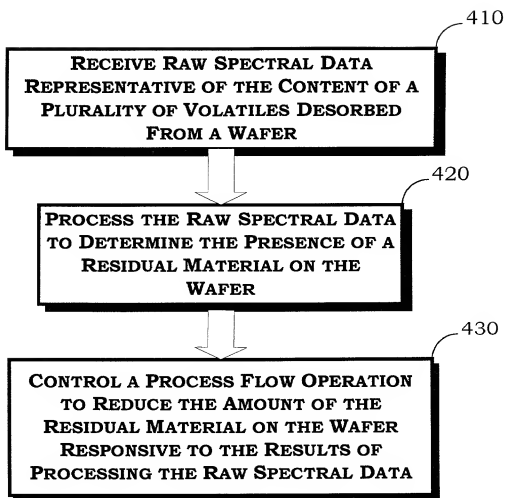 410
RECEIVE RAW SPECTRAL DATA
REPRESENTATIVE OF THE CONTENT OF A
PLURALITY OF VOLATILES DESORBED
FROM A WAFER
420
PROCESS THE RAW SPECTRAL DATA
TO DETERMINE THE PRESENCE OF A
RESIDUAL MATERIAL ON THE
WAFER
430
CONTROL A PROCESS FLOW OPERATION
TO REDUCE THE AMOUNT OF THE
RESIDUAL MATERIAL ON THE WAFER
RESPONSIVE TO THE RESULTS OF
PROCESSING THE RAW SPECTRAL DATA